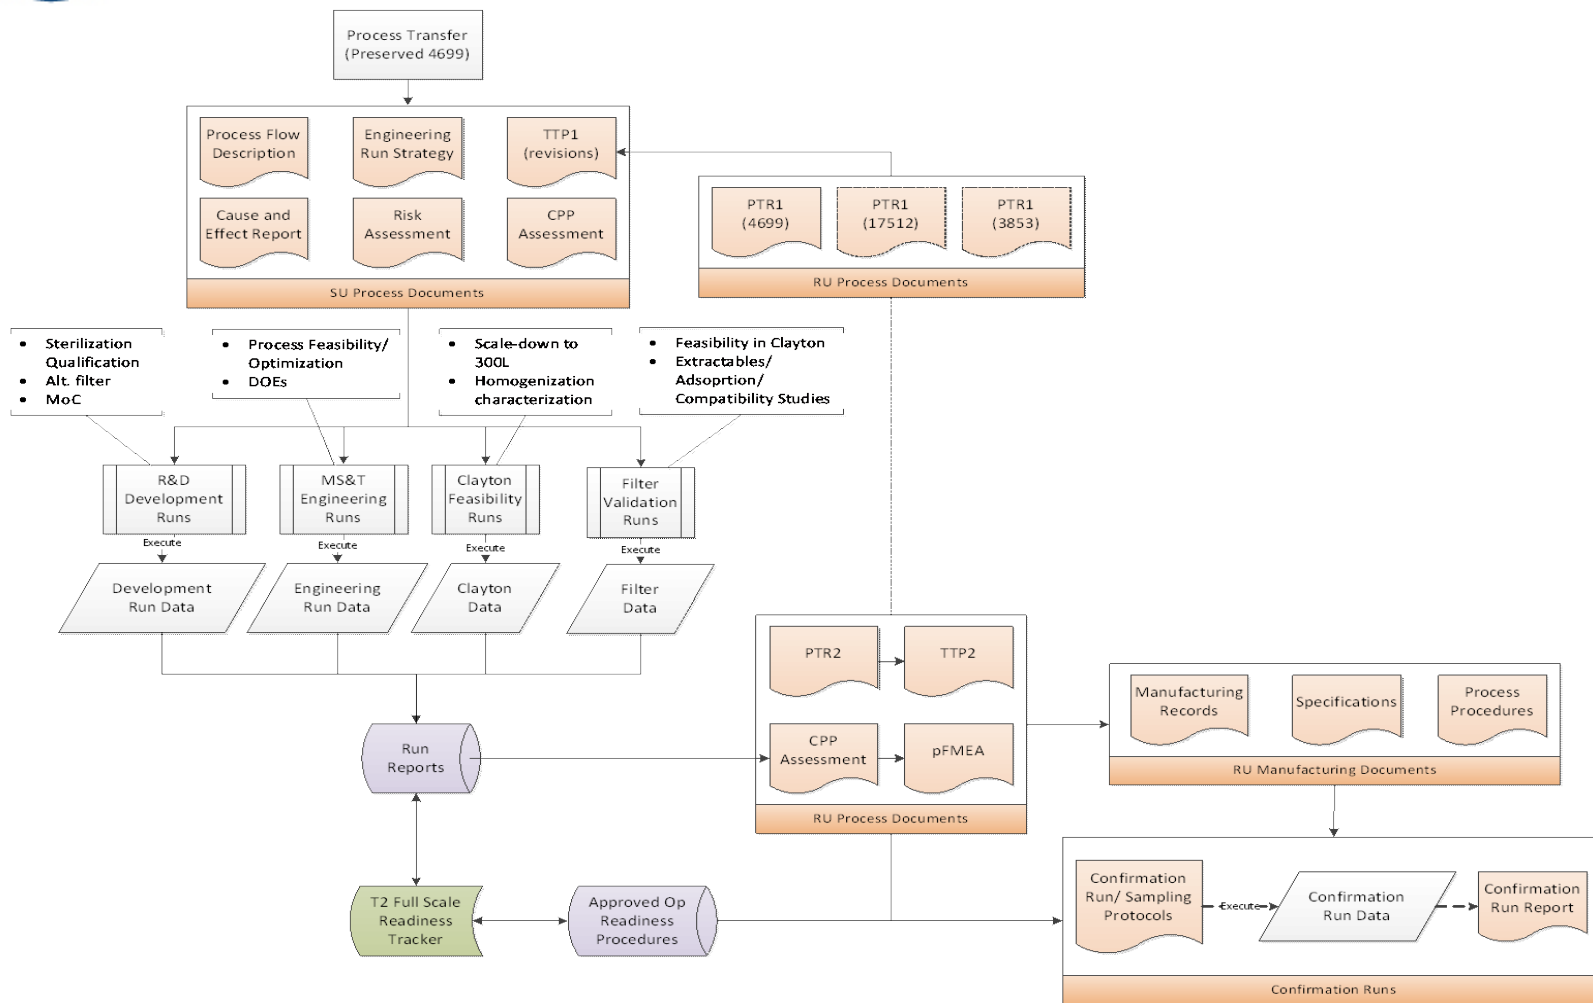 Process Transfer
(Preserved 4699)
Process Flow
Description
Engineering
Run Strategy
TTP1
(revisions)
Cause and
Effect Report
Risk
Assessment
CPP
Assessment
SU Process Documents
PTR1
(4699)
PTR1
(17512)
PTR1
(3853)
RU Process Documents
• Sterilization
Qualification
• Alt. filter
• MoC
• Process Feasibility/
Optimization
• DOEs
• Scale-down to
300L
• Homogenization
characterization
• Feasibility in Clayton
• Extractables/
Adsoprtion/
Compatibility Studies
R&D
Development
Runs
MS&T
Engineering
Runs
Clayton
Feasibility
Runs
Filter
Validation
Runs
Execute
Execute
Execute
Execute
Development
Run Data
Engineering
Run Data
Clayton
Data
Filter
Data
Run
Reports
PTR2
TTP2
CPP
Assessment
pFMEA
RU Process Documents
Manufacturing
Records
Specifications
Process
Procedures
RU Manufacturing Documents
T2 Full Scale
Readiness
Tracker
Approved Op
Readiness
Procedures
Confirmation
Run/ Sampling
Protocols
Execute
Confirmation
Run Data
Confirmation
Run Report
Confirmation Runs